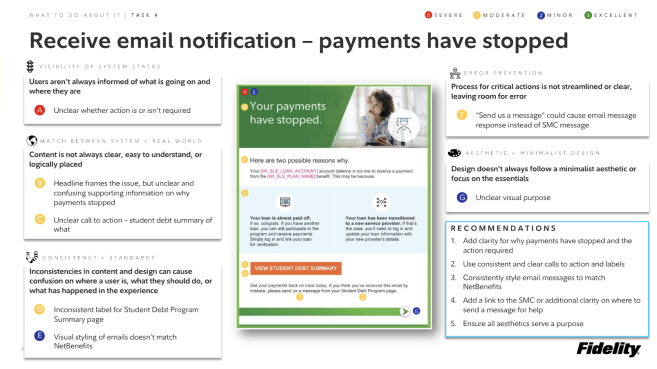 WHAT TO DO ABOUT IT | TASK 4
SEVERE
MODERATE
MINOR
EXCELLENT
Receive email notification – payments have stopped
VISIBILITY OF SYSTEM STATUS
Users aren't always informed of what is going on and
where they are
A Unclear whether action is or isn't required
MATCH BETWEEN SYSTEM + REAL WORLD
Content is not always clear, easy to understand, or
logically placed
B Headline frames the issue, but unclear and
confusing supporting information on why
payments stopped
C Unclear call to action – student debt summary of
what
CONSISTENCY + STANDARDS
Inconsistencies in content and design can cause
confusion on where a user is, what they should do, or
what has happened in the experience
D Inconsistent label for Student Debt Program
Summary page
E Visual styling of emails doesn't match
NetBenefits
A E
Your payments
have stopped.
Here are two possible reasons why.
Your [WI_SLS_LOAN_ACCOUNT] account balance is too low to receive a payment
from the [WI_SLS_PLAN_NAME] benefit. This may be because:
Your loan is almost paid off.
If so, congrats. If you have another
loan, you can still participate in the
program and receive payments.
Simply log in and link your loan
for verification.
Your loan has been transitioned
to a new service provider. If that's
the case, you'll need to log in and
update your loan information with
your new provider's details.
VIEW STUDENT DEBT SUMMARY
Get your payments back on track today. If you think you've received this email by
mistake, please send us a message from your Student Debt Program page.
G
ERROR PREVENTION
Process for critical actions is not streamlined or clear,
leaving room for error
F "Send us a message" could cause email message
response instead of SMC message
AESTHETIC + MINIMALIST DESIGN
Design doesn't always follow a minimalist aesthetic or
focus on the essentials
G Unclear visual purpose
RECOMMENDATIONS
1. Add clarity for why payments have stopped and the
action required
2. Use consistent and clear calls to action and labels
3. Consistently style email messages to match
NetBenefits
4. Add a link to the SMC or additional clarity on where to
send a message for help
5. Ensure all aesthetics serve a purpose
Fidelity